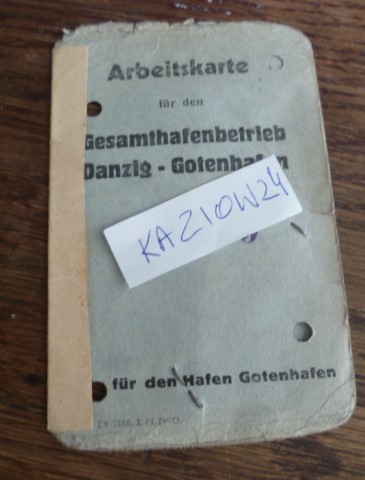 Arbeitskarte
für den
Gesamthafenbetrieb
Danzig - Gotenhafen
KAZIOW24
für den Hafen Gotenhafen